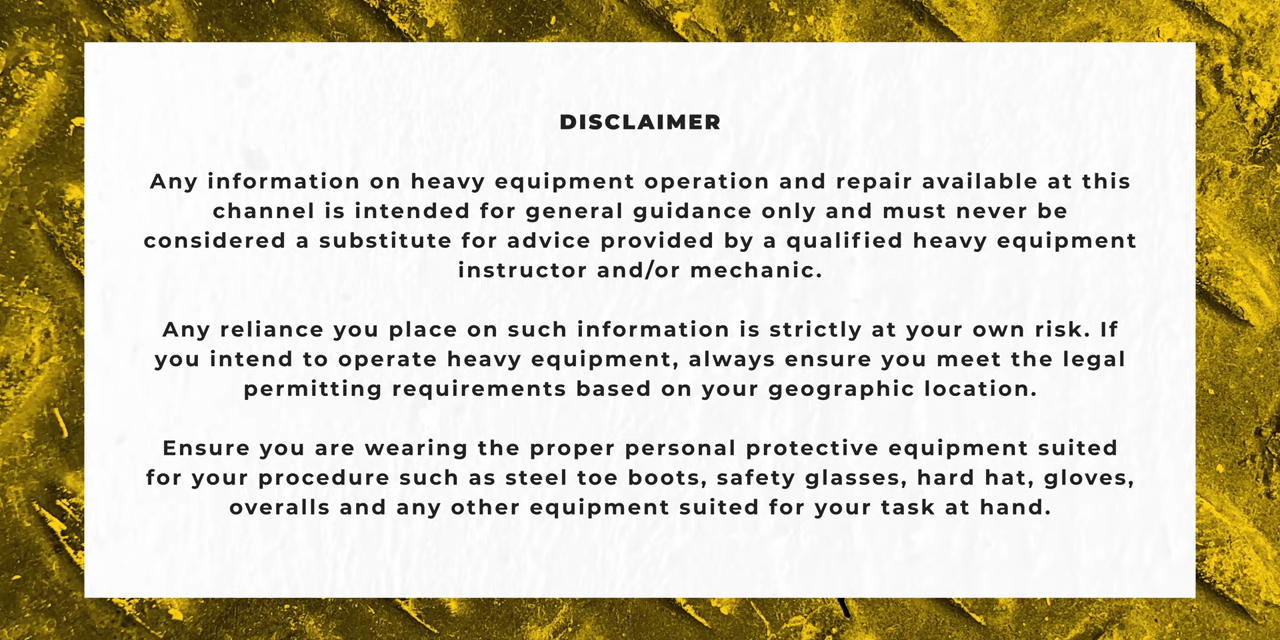 DISCLAIMER
Any information on heavy equipment operation and repair available at this
channel is intended for general guidance only and must never be
considered a substitute for advice provided by a qualified heavy equipment
instructor and/or mechanic.
Any reliance you place on such information is strictly at your own risk. If
you intend to operate heavy equipment, always ensure you meet the legal
permitting requirements based on your geographic location.
Ensure you are wearing the proper personal protective equipment suited
for your procedure such as steel toe boots, safety glasses, hard hat, gloves,
overalls and any other equipment suited for your task at hand.